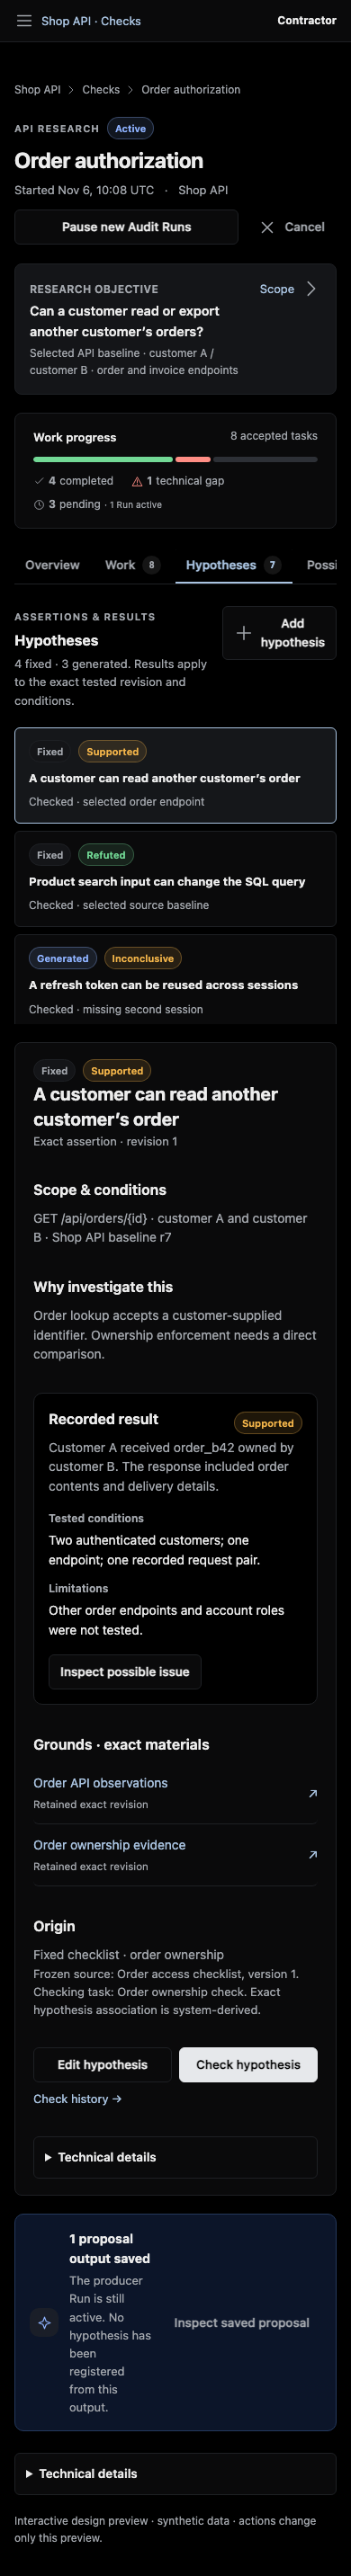 Shop API · Checks
Contractor
Shop API > Checks > Order authorization
API RESEARCH
Active
Order authorization
Started Nov 6, 10:08 UTC · Shop API
Pause new Audit Runs
Cancel
RESEARCH OBJECTIVE
Scope
Can a customer read or export
another customer’s orders?
Selected API baseline · customer A /
customer B · order and invoice endpoints
Work progress
8 accepted tasks
4 completed
1 technical gap
3 pending · 1 Run active
Overview
Work 8
Hypotheses 7
Possi
ASSERTIONS & RESULTS
Hypotheses
4 fixed · 3 generated. Results apply
to the exact tested revision and
conditions.
Add
hypothesis
Fixed
Supported
A customer can read another customer’s order
Checked · selected order endpoint
Fixed
Refuted
Product search input can change the SQL query
Checked · selected source baseline
Generated
Inconclusive
A refresh token can be reused across sessions
Checked · missing second session
Fixed
Supported
A customer can read another
customer’s order
Exact assertion · revision 1
Scope & conditions
GET /api/orders/{id} · customer A and customer
B · Shop API baseline r7
Why investigate this
Order lookup accepts a customer-supplied
identifier. Ownership enforcement needs a direct
comparison.
Recorded result
Supported
Customer A received order_b42 owned by
customer B. The response included order
contents and delivery details.
Tested conditions
Two authenticated customers; one
endpoint; one recorded request pair.
Limitations
Other order endpoints and account roles
were not tested.
Inspect possible issue
Grounds · exact materials
Order API observations
Retained exact revision
Order ownership evidence
Retained exact revision
Origin
Fixed checklist · order ownership
Frozen source: Order access checklist, version 1.
Checking task: Order ownership check. Exact
hypothesis association is system-derived.
Edit hypothesis
Check hypothesis
Check history →
Technical details
1 proposal
output saved
The producer
Run is still
active. No
hypothesis has
been
registered
from this
output.
Inspect saved proposal
Technical details
Interactive design preview · synthetic data · actions change
only this preview.